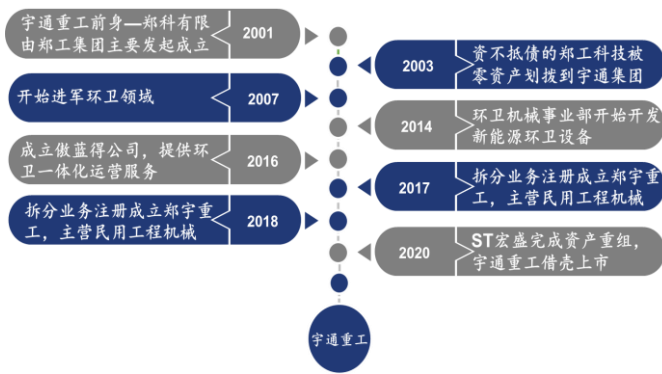 宇通重工前身—郑科有限
由郑工集团主要发起成立
2001
2003
资不抵债的郑工科技被
零资产划拨到宇通集团
开始进军环卫领域
2007
2014
环卫机械事业部开始开发
新能源环卫设备
成立傲蓝得公司，提供环
卫一体化运营服务
2016
2017
拆分业务注册成立郑宇重
工，主营民用工程机械
拆分业务注册成立郑宇重
工，主营民用工程机械
2018
2020
ST宏盛完成资产重组，
宇通重工借壳上市
宇通重工